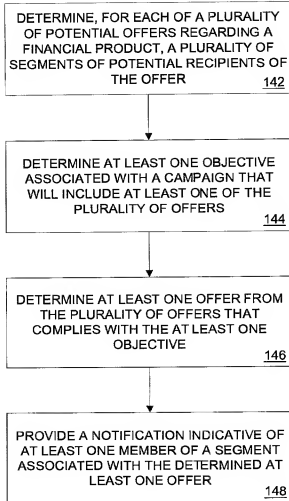 DETERMINE, FOR EACH OF A PLURALITY
OF POTENTIAL OFFERS REGARDING A
FINANCIAL PRODUCT, A PLURALITY OF
SEGMENTS OF POTENTIAL RECIPIENTS OF
THE OFFER
142
DETERMINE AT LEAST ONE OBJECTIVE
ASSOCIATED WITH A CAMPAIGN THAT
WILL INCLUDE AT LEAST ONE OF THE
PLURALITY OF OFFERS
144
DETERMINE AT LEAST ONE OFFER FROM
THE PLURALITY OF OFFERS THAT
COMPLIES WITH THE AT LEAST ONE
OBJECTIVE
146
PROVIDE A NOTIFICATION INDICATIVE OF
AT LEAST ONE MEMBER OF A SEGMENT
ASSOCIATED WITH THE DETERMINED AT
LEAST ONE OFFER
148